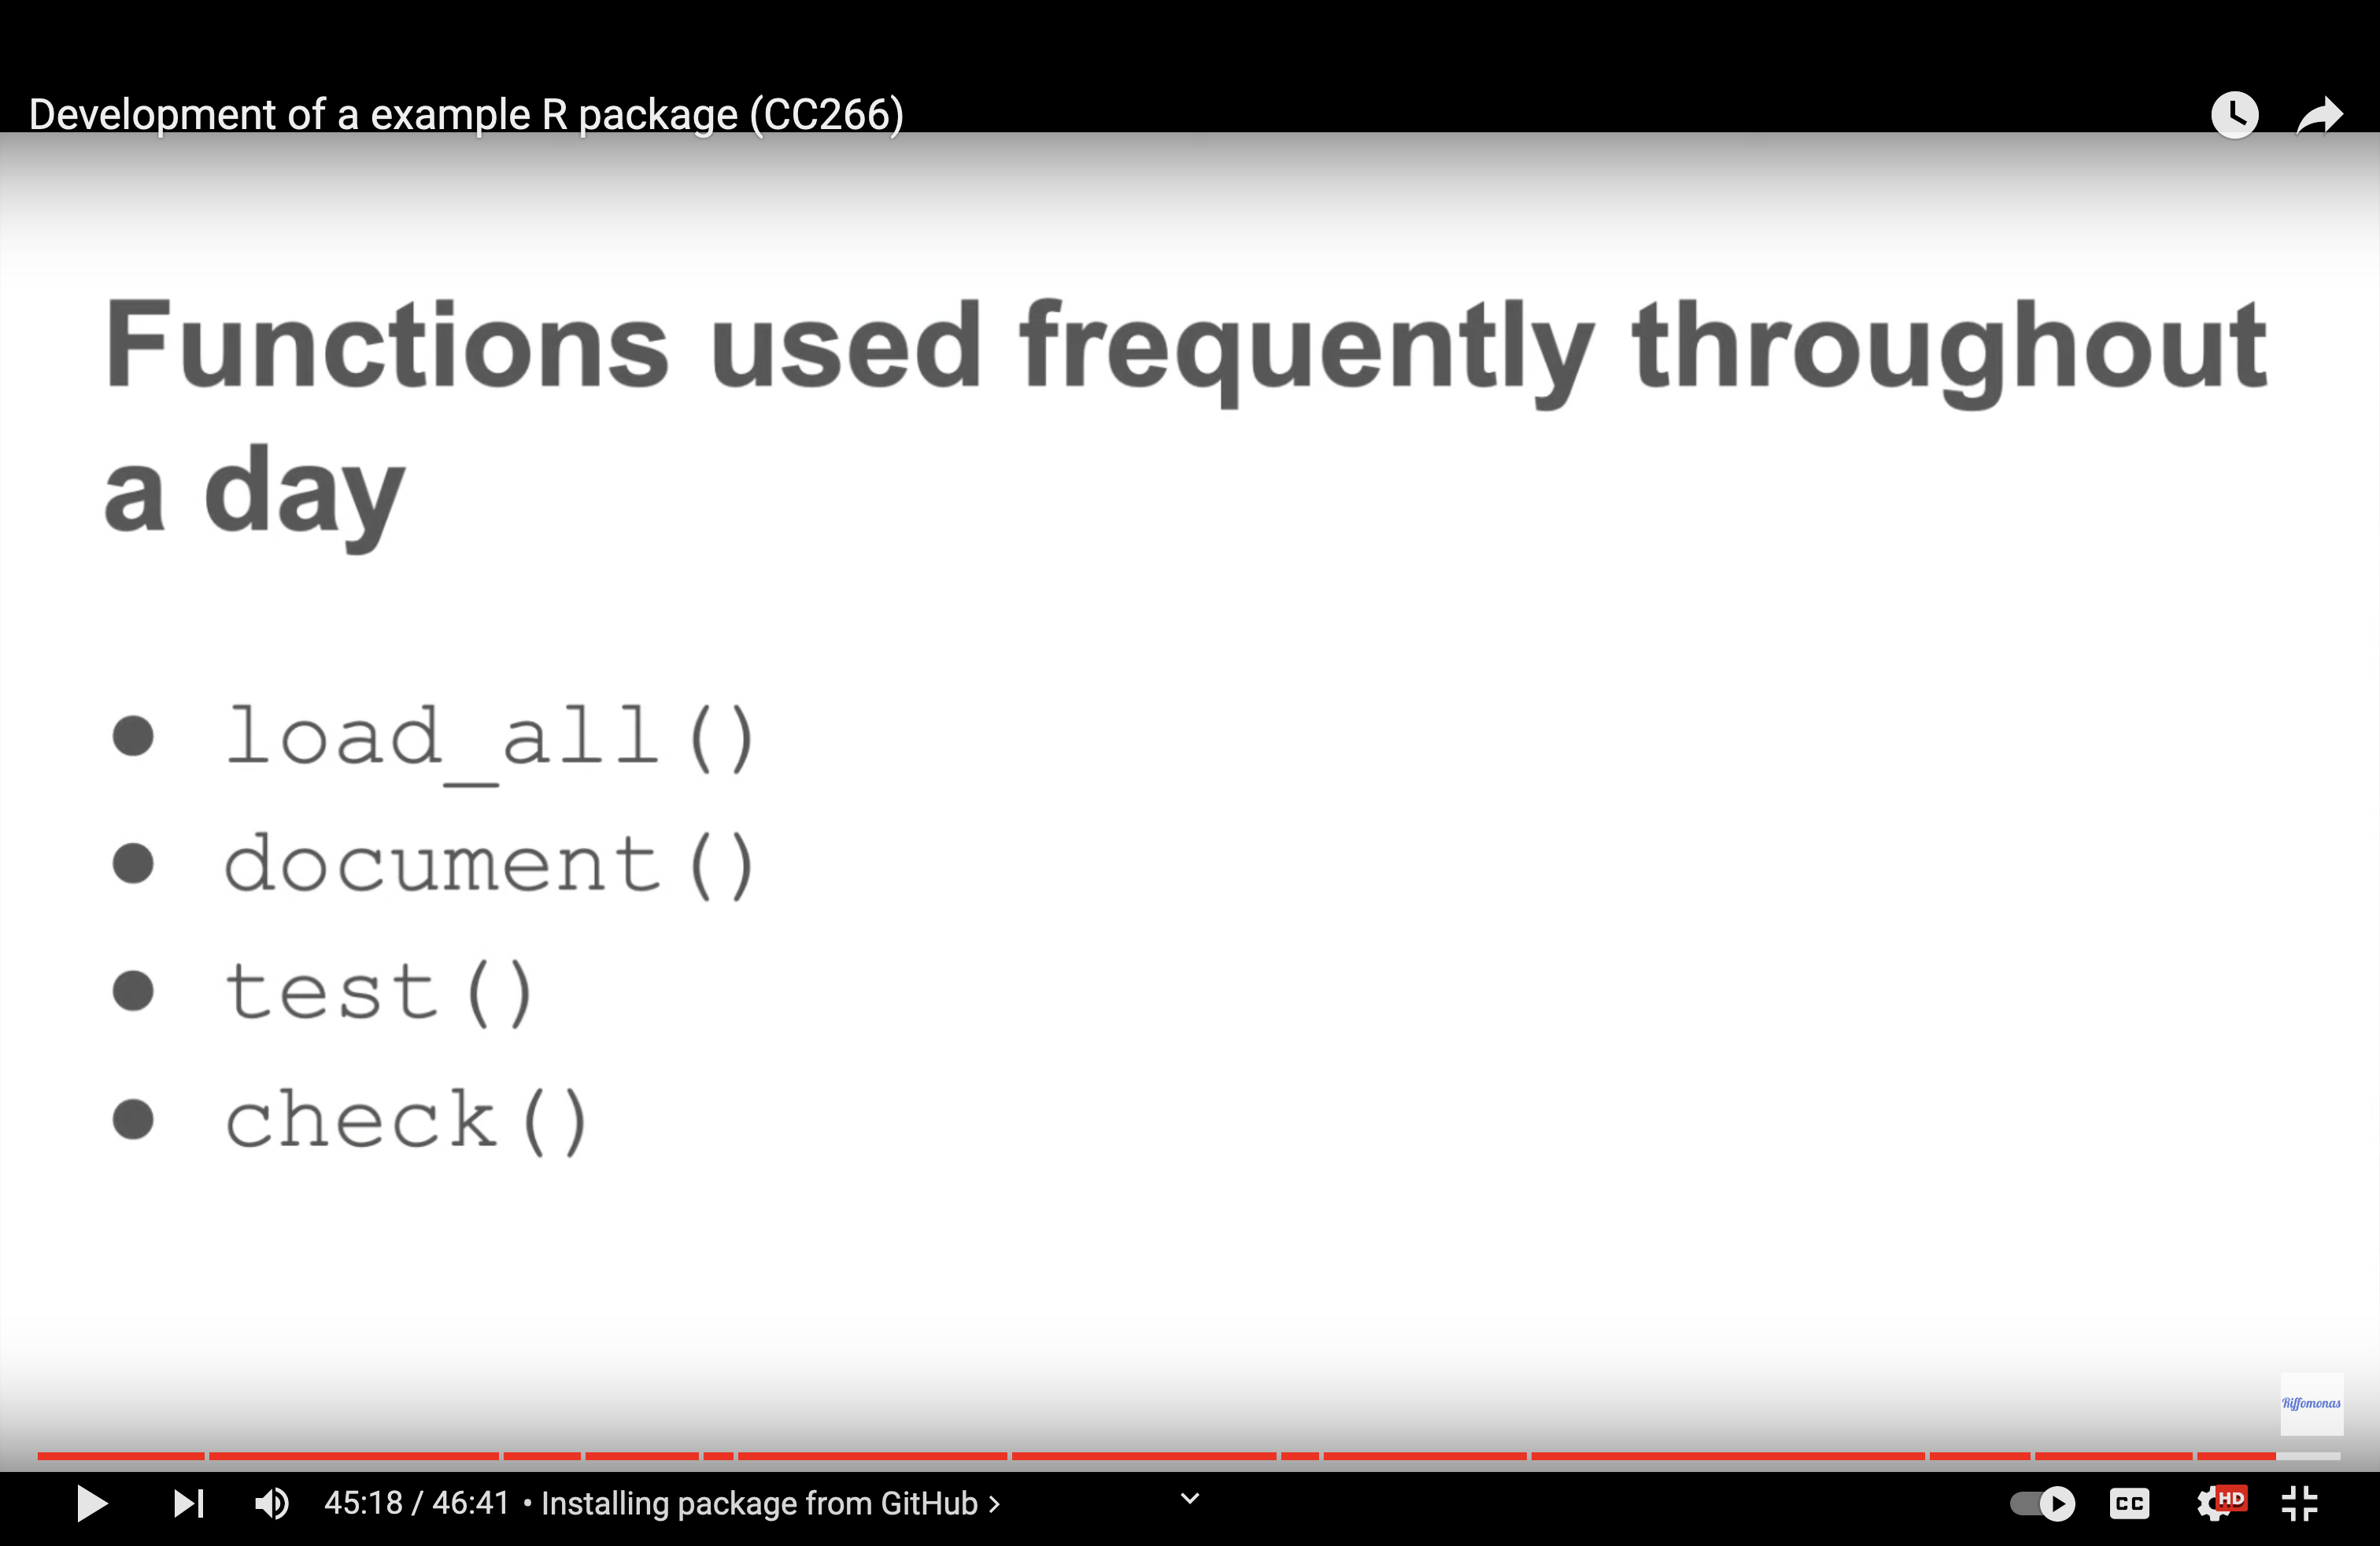 Development of a example R package (CC266)
Functions used frequently throughout
a day
● load_all()
● document()
● test()
● check()
Riffomonas
45:18 / 46:41 • Installing package from GitHub >
CC
HD